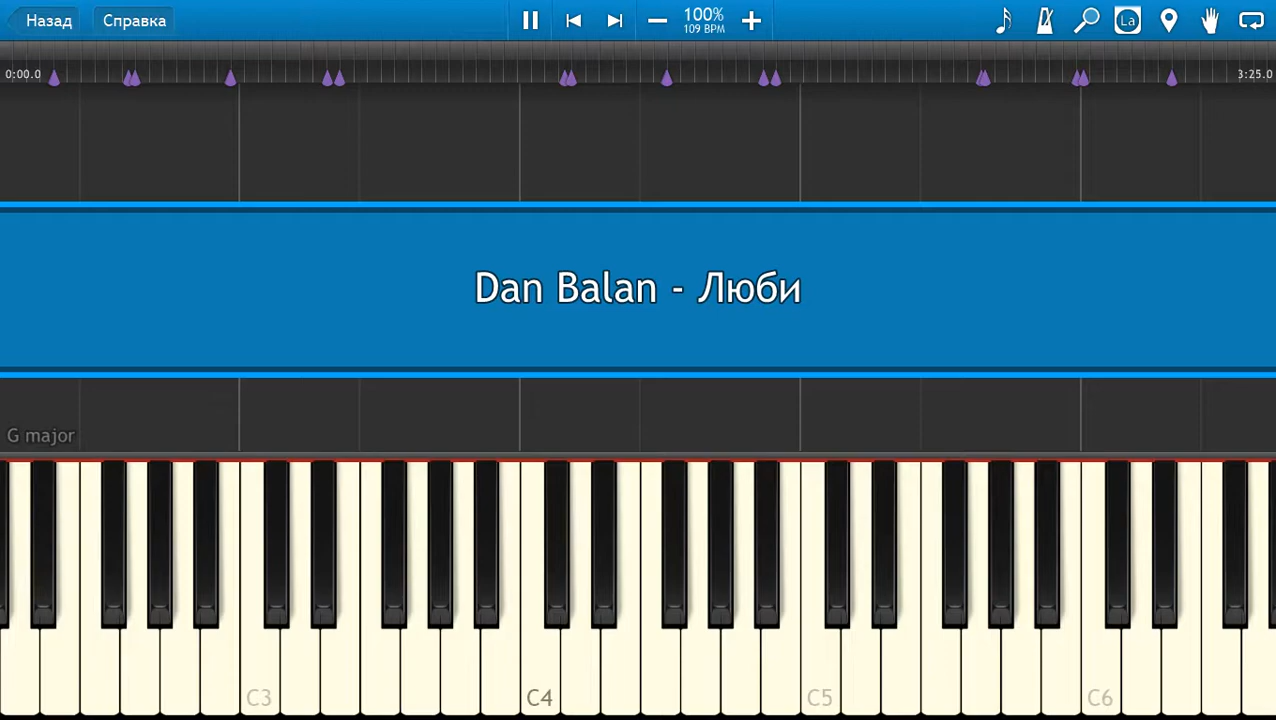 Назад
Справка
100%
109 BPM
La
0:00.0
3:25.0
Dan Balan - Люби
G major
C3
C4
C5
C6